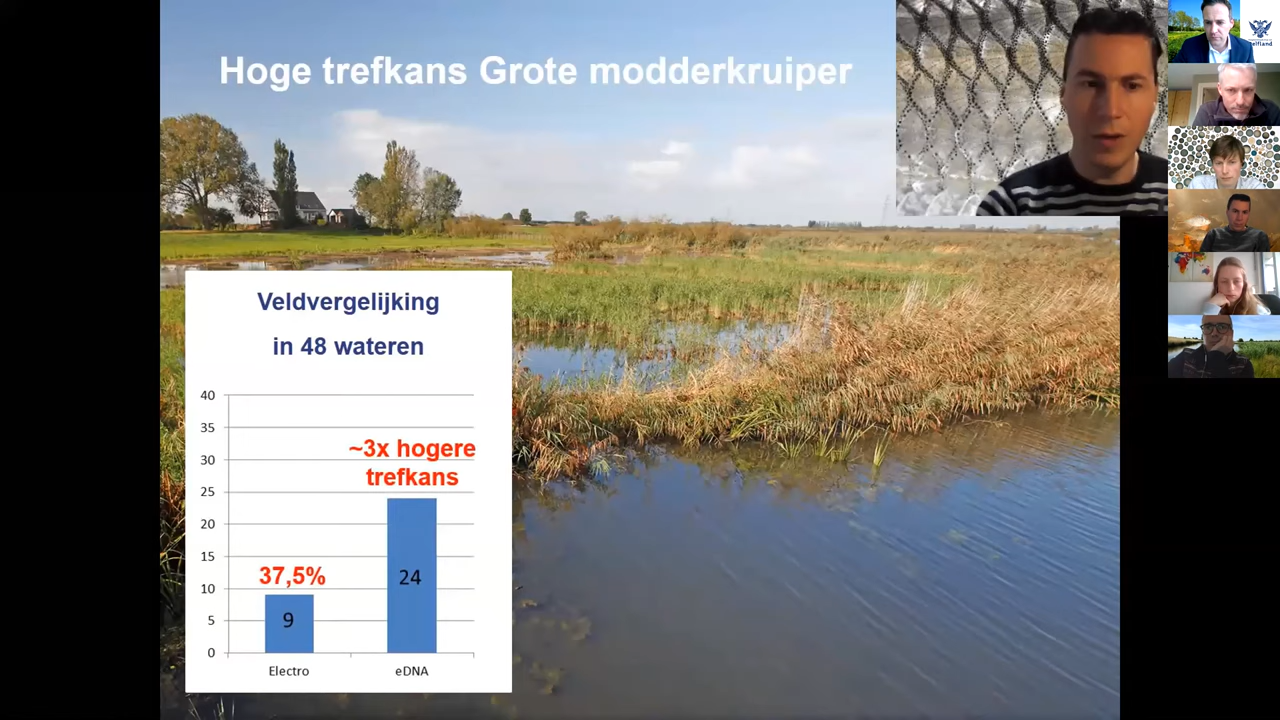 Hoge trefkans Grote modderkruiper
Veldvergelijking
in 48 wateren
40
35
30
25
20
15
10
5
0
~3x hogere
trefkans
37,5%
9
24
Electro
eDNA
elfland